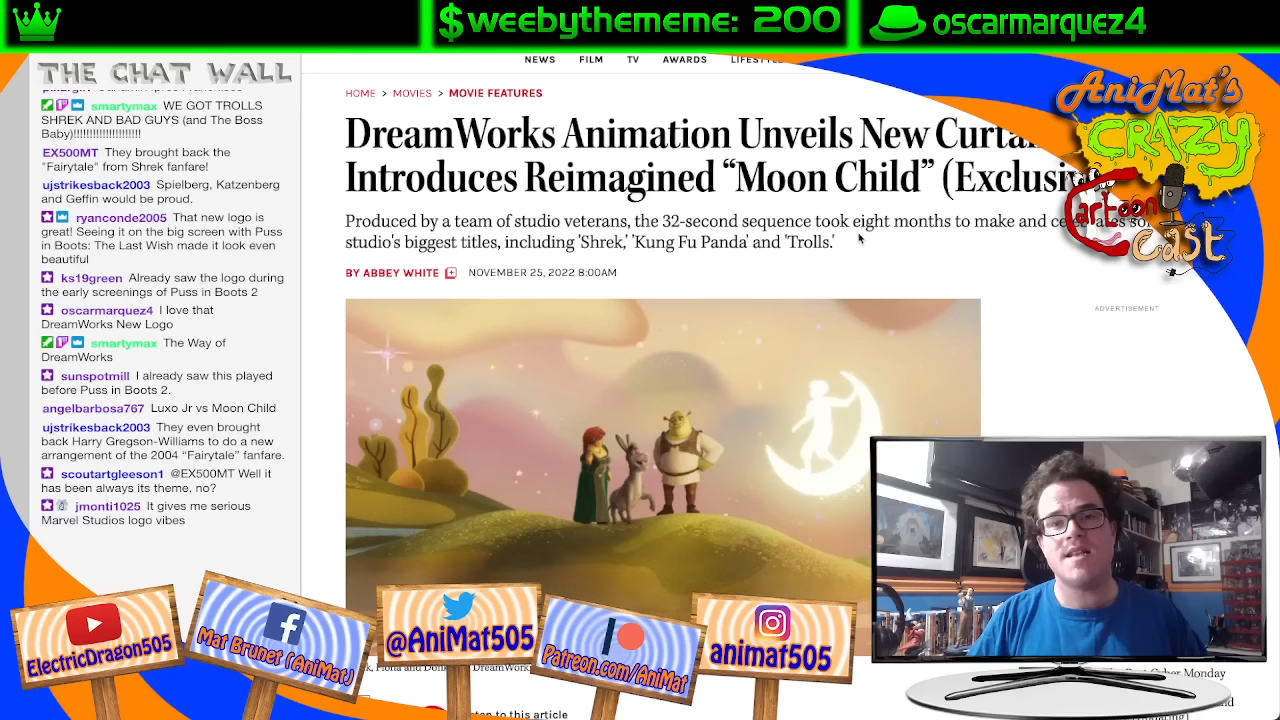 $weebythememe: 200
oscarmarquez4
THE CHAT WALL
smartymax WE GOT TROLLS
SHREK AND BAD GUYS (and The Boss
Baby)!!!!!!!!!!!!!!!!!!!!!
EX500MT They brought back the
"Fairytale" from Shrek fanfare!
ujstrikesback2003 Spielberg, Katzenberg
and Geffin would be proud.
ryanconde2005 That new logo is
great! Seeing it on the big screen with Puss
in Boots: The Last Wish made it look even
beautiful
ks19green Already saw the logo during
the early screenings of Puss in Boots 2
oscarmarquez4 I love that
DreamWorks New Logo
smartymax The Way of
DreamWorks
sunspotmill I already saw this played
before Puss in Boots 2.
angelbarbosa767 Luxo Jr vs Moon Child
ujstrikesback2003 They even brought
back Harry Gregson-Williams to do a new
arrangement of the 2004 “Fairytale” fanfare.
scoutartgleeson1 @EX500MT Well it
has been always its theme, no?
jmonti1025 It gives me serious
Marvel Studios logo vibes
NEWS FILM TV AWARDS
HOME > MOVIES > MOVIE FEATURES
DreamWorks Animation Unveils New
Introduces Reimagined “Moon Child”
Produced by a team of studio veterans, the 32-second sequence took eight months to make and
studio's biggest titles, including 'Shrek,' 'Kung Fu Panda' and 'Trolls.'
BY ABBEY WHITE NOVEMBER 25, 2022 8:00AM
ADVERTISEMENT
AniMat's
CRAZY
Cartoon
Cast
ElectricDragon505
Mat Brunet (AniMat)
@AniMat505
Patreon.com/AniMat
animat505
Cyber Monday
to this article